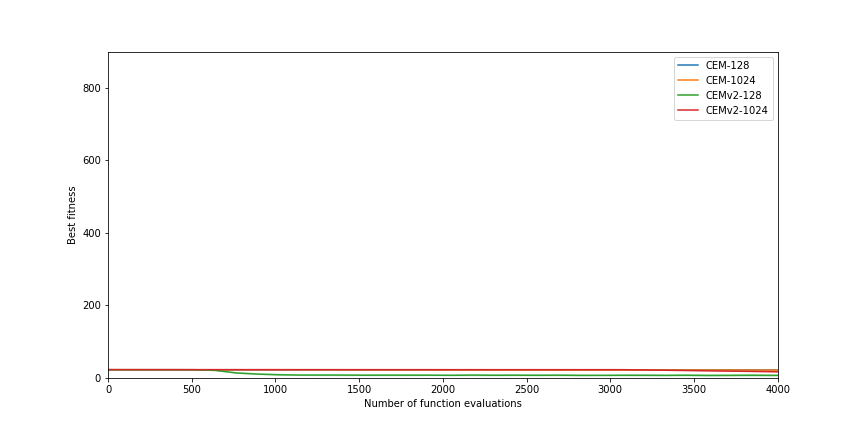 CEM-128
CEM-1024
CEMv2-128
CEMv2-1024
800
600
400
200
0
Best fitness
0 500 1000 1500 2000 2500 3000 3500 4000
Number of function evaluations